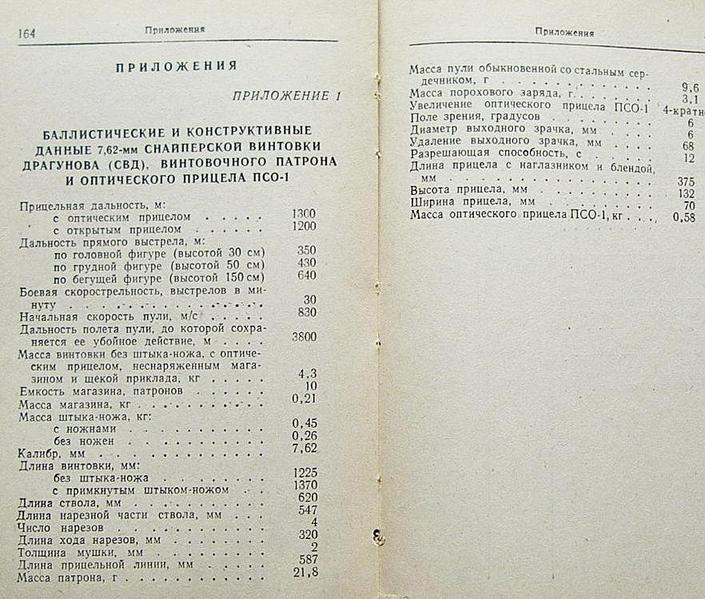 164
Приложения
ПРИЛОЖЕНИЯ
ПРИЛОЖЕНИЕ 1
БАЛЛИСТИЧЕСКИЕ И КОНСТРУКТИВНЫЕ
ДАННЫЕ 7,62-мм СНАЙПЕРСКОЙ ВИНТОВКИ
ДРАГУНОВА (СВД), ВИНТОВОЧНОГО ПАТРОНА
И ОПТИЧЕСКОГО ПРИЦЕЛА ПСО-1
Прицельная дальность, м:
с оптическим прицелом . . . . . 1300
с открытым прицелом . . . . . 1200
Дальность прямого выстрела, м:
по головной фигуре (высотой 30 см) 350
по грудной фигуре (высотой 50 см) 430
по бегущей фигуре (высотой 150 см) 640
Боевая скорострельность, выстрелов в ми-
нуту . . . . . . . . . . . . . 30
Начальная скорость пули, м/с . . . . . 830
Дальность полета пули, до которой сохра-
няется ее убойное действие, м . . . . 3800
Масса винтовки без штыка-ножа, с оптиче-
ским прицелом, неснаряженным мага-
зином и щекой приклада, кг . . . . . 4,3
Емкость магазина, патронов . . . . . 10
Масса магазина, кг . . . . . . . . . 0,21
Масса штыка-ножа, кг:
с ножнами . . . . . . . . . . 0,45
без ножен . . . . . . . . . . 0,26
Калибр, мм . . . . . . . . . . . . 7,62
Длина винтовки, мм:
без штыка-ножа . . . . . . . . 1225
с примкнутым штыком-ножом . . . 1370
Длина ствола, мм . . . . . . . . . . 620
Длина нарезной части ствола, мм . . . 547
Число нарезов . . . . . . . . . . . 4
Длина хода нарезов, мм . . . . . . . 320
Толщина мушки, мм . . . . . . . . . 2
Длина прицельной линии, мм . . . . . 587
Масса патрона, г . . . . . . . . . . 21,8
Приложения
Масса пули обыкновенной со стальным сер-
дечником, г . . . . . . . . . . 9,6
Масса порохового заряда, г . . . . . . 3,1
Увеличение оптического прицела ПСО-1 4-кратн
Поле зрения, градусов . . . . . . . 6
Диаметр выходного зрачка, мм . . . . 6
Удаление выходного зрачка, мм . . . . 68
Разрешающая способность, с . . . . . 12
Длина прицела с наглазником и блендой,
мм . . . . . . . . . . . . . . 375
Высота прицела, мм . . . . . . . . . 132
Ширина прицела, мм . . . . . . . . . 70
Масса оптического прицела ПСО-1, кг . . . 0,58